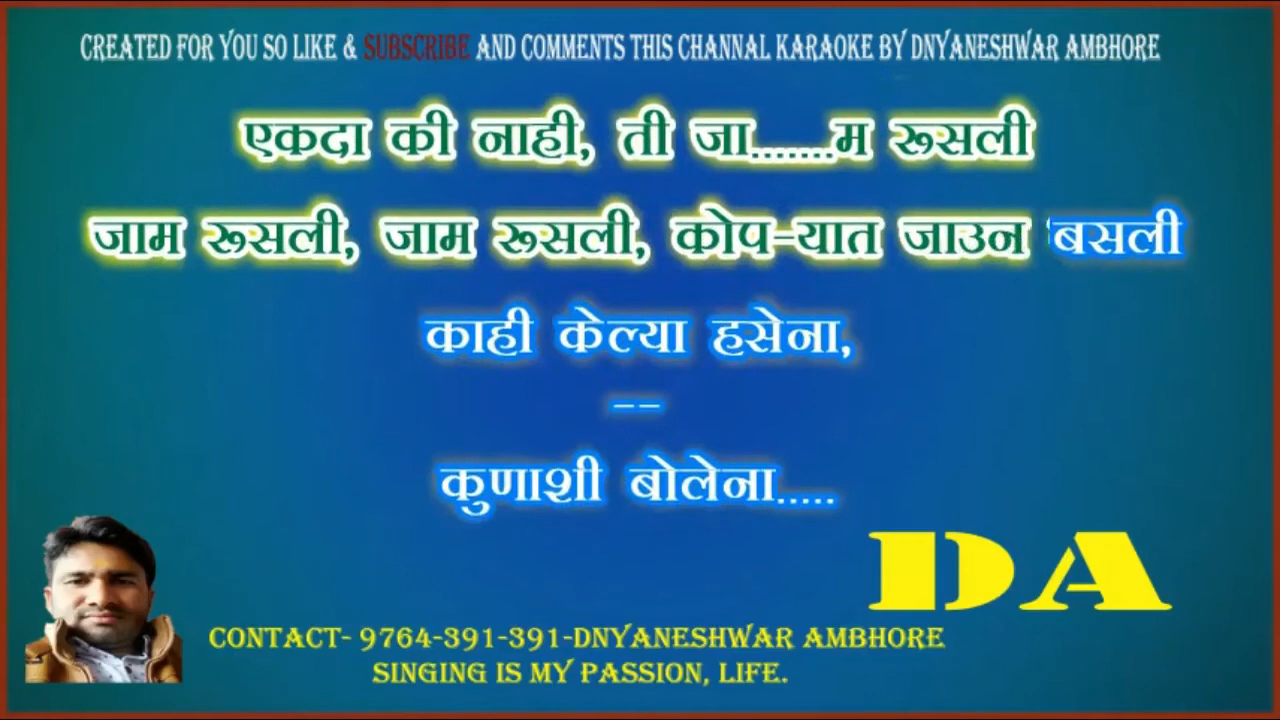 CREATED FOR YOU SO LIKE & SUBSCRIBE AND COMMENTS THIS CHANNAL KARAOKE BY DNYANESHWAR AMBHORE
एकदा की नाही, ती जा.......म रूसली
जाम रूसली, जाम रूसली, कोप-यात जाउन बसली
काही केल्या हसेना,
--
कुणाशी बोलेना.....
DA
CONTACT- 9764-391-391-DNYANESHWAR AMBHORE
SINGING IS MY PASSION, LIFE.